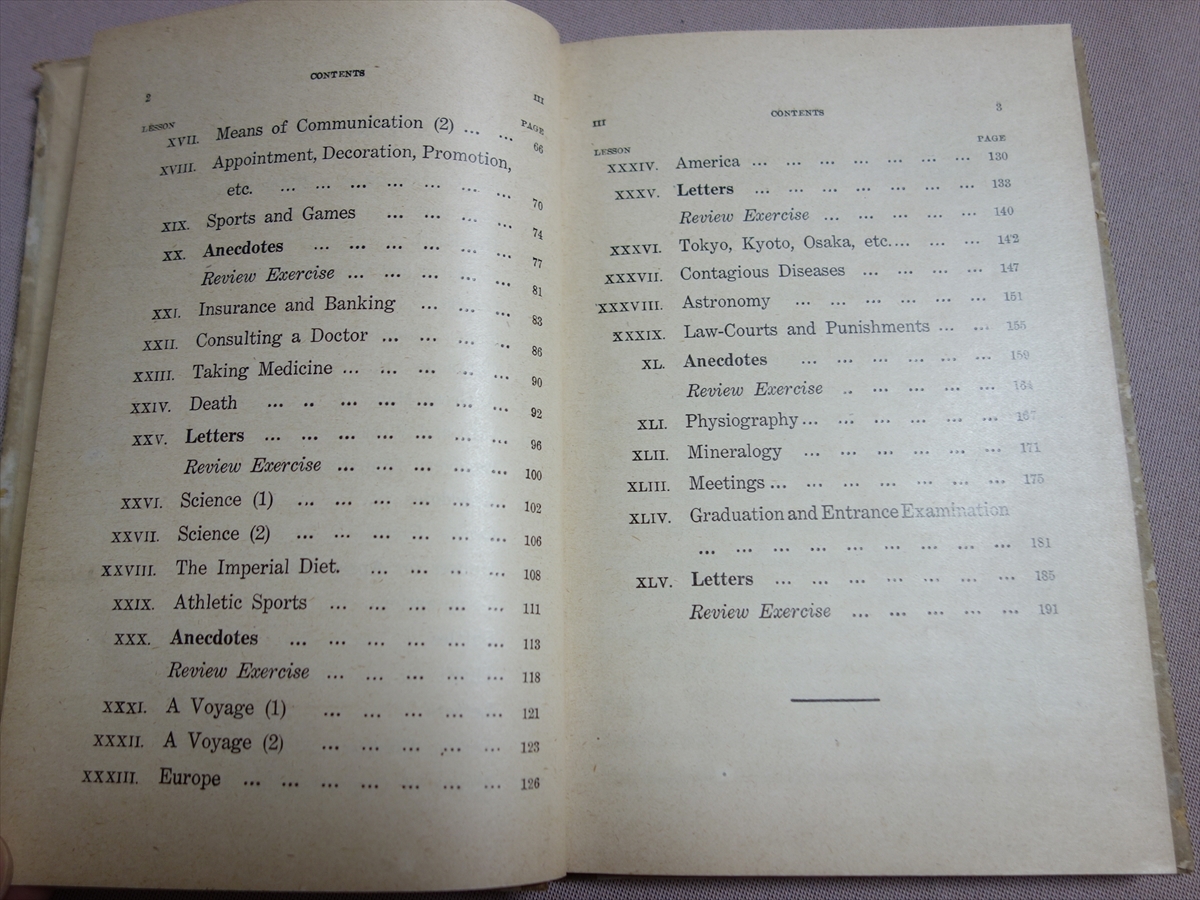 CONTENTS
2 III
LESSON PAGE
XVII. Means of Communication (2) ... ... 66
XVIII. Appointment, Decoration, Promotion,
etc. ... ... ... ... ... ... ... 70
XIX. Sports and Games ... ... ... ... 74
XX. Anecdotes ... ... ... ... ... ... 77
Review Exercise ... ... ... ... ... 81
XXI. Insurance and Banking ... ... ... 83
XXII. Consulting a Doctor ... ... ... ... 86
XXIII. Taking Medicine ... ... ... ... ... 90
XXIV. Death ... .. ... ... ... ... ... 92
XXV. Letters ... ... ... ... ... ... ... 96
Review Exercise ... ... ... ... ... 100
XXVI. Science (1) ... ... ... ... ... ... 102
XXVII. Science (2) ... ... ... ... ... ... 106
XXVIII. The Imperial Diet. ... ... ... ... 108
XXIX. Athletic Sports ... ... ... ... ... 111
XXX. Anecdotes ... ... ... ... ... ... 113
Review Exercise ... ... ... ... ... 118
XXXI. A Voyage (1) ... ... ... ... ... 121
XXXII. A Voyage (2) ... ... ... ... ... 123
XXXIII. Europe ... ... ... ... ... ... ... 126
CONTENTS
III 3
LESSON PAGE
XXXIV. America ... ... ... ... ... ... ... 130
XXXV. Letters ... ... ... ... ... ... 133
Review Exercise ... ... ... ... ... 140
XXXVI. Tokyo, Kyoto, Osaka, etc.... ... ... 142
XXXVII. Contagious Diseases ... ... ... ... 147
XXXVIII. Astronomy ... ... ... ... ... ... 151
XXXIX. Law-Courts and Punishments ... ... 155
XL. Anecdotes ... ... ... ... ... ... 159
Review Exercise .. ... ... ... ... 164
XLI. Physiography... ... ... ... ... ... 167
XLII. Mineralogy ... ... ... ... ... ... 171
XLIII. Meetings ... ... ... ... ... ... ... 175
XLIV. Graduation and Entrance Examination
... ... ... ... ... ... ... ... ... 181
XLV. Letters ... ... ... ... ... ... ... 185
Review Exercise ... ... ... ... ... 191